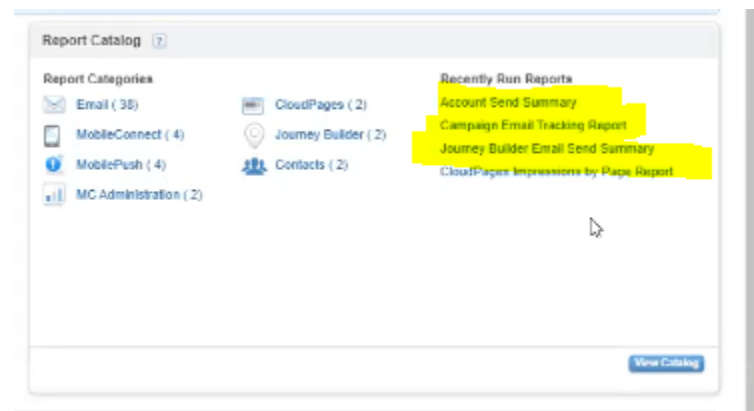 Report Catalog ?
Report Categories
Email ( 38)
MobileConnect ( 4)
MobilePush ( 4)
MC Administration ( 2)
CloudPages ( 2)
Journey Builder ( 2)
Contacts ( 2)
Recently Run Reports
Account Send Summary
Campaign Email Tracking Report
Journey Builder Email Send Summary
CloudPages Impressions by Page Report
View Catalog